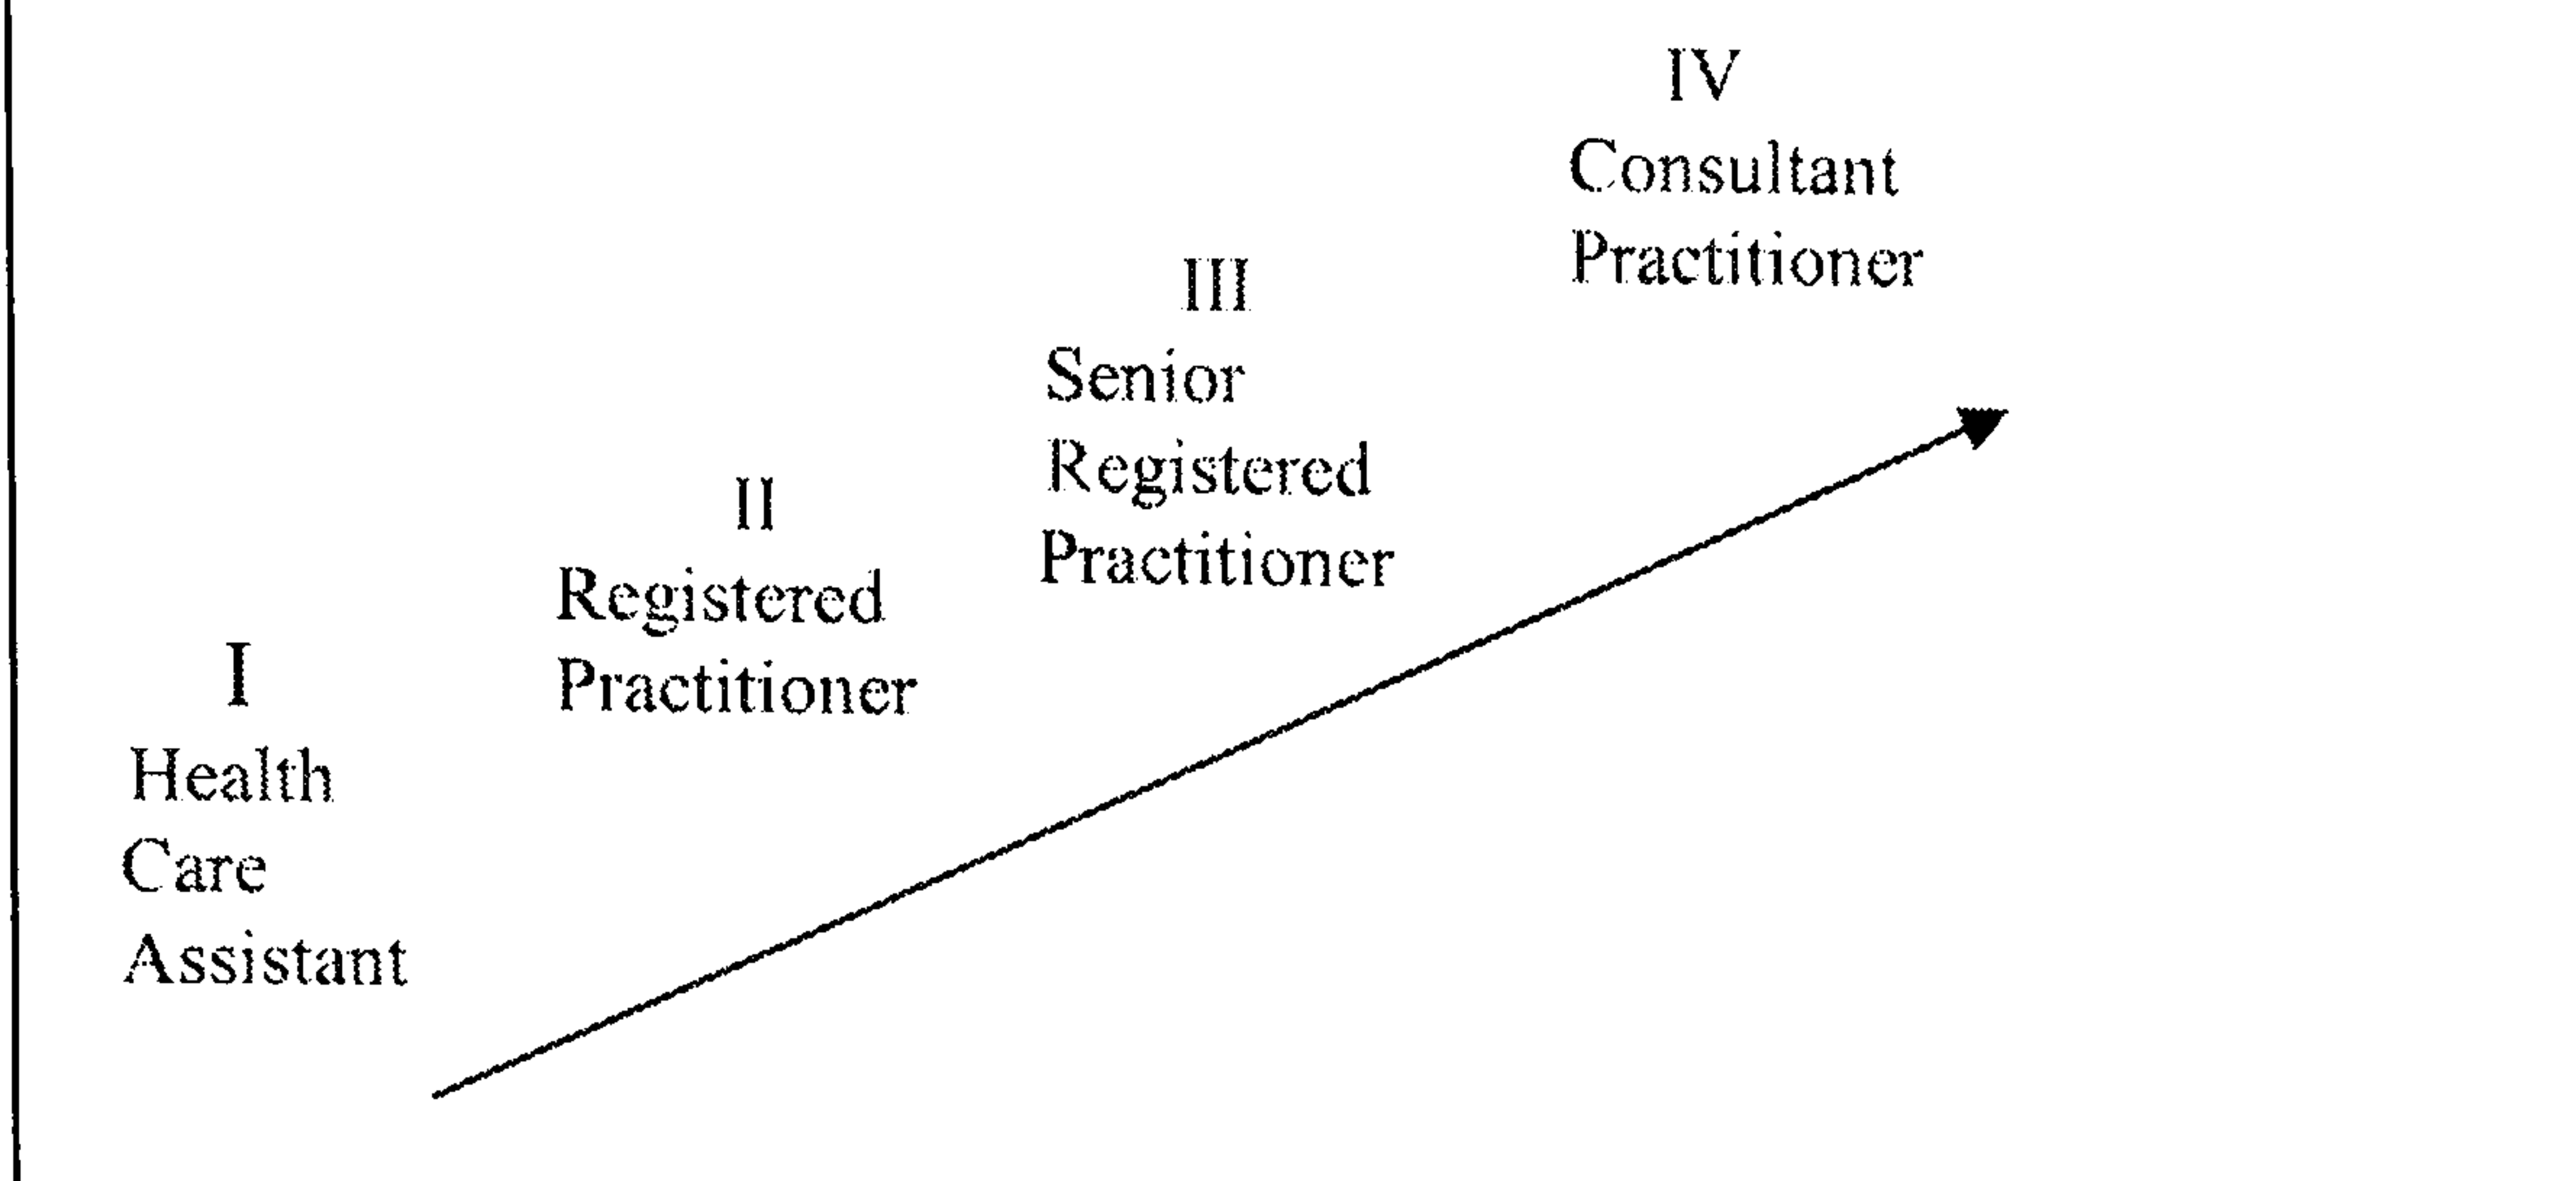 I
Health
Care
Assistant
II
Registered
Practitioner
III
Senior
Registered
Practitioner
IV
Consultant
Practitioner